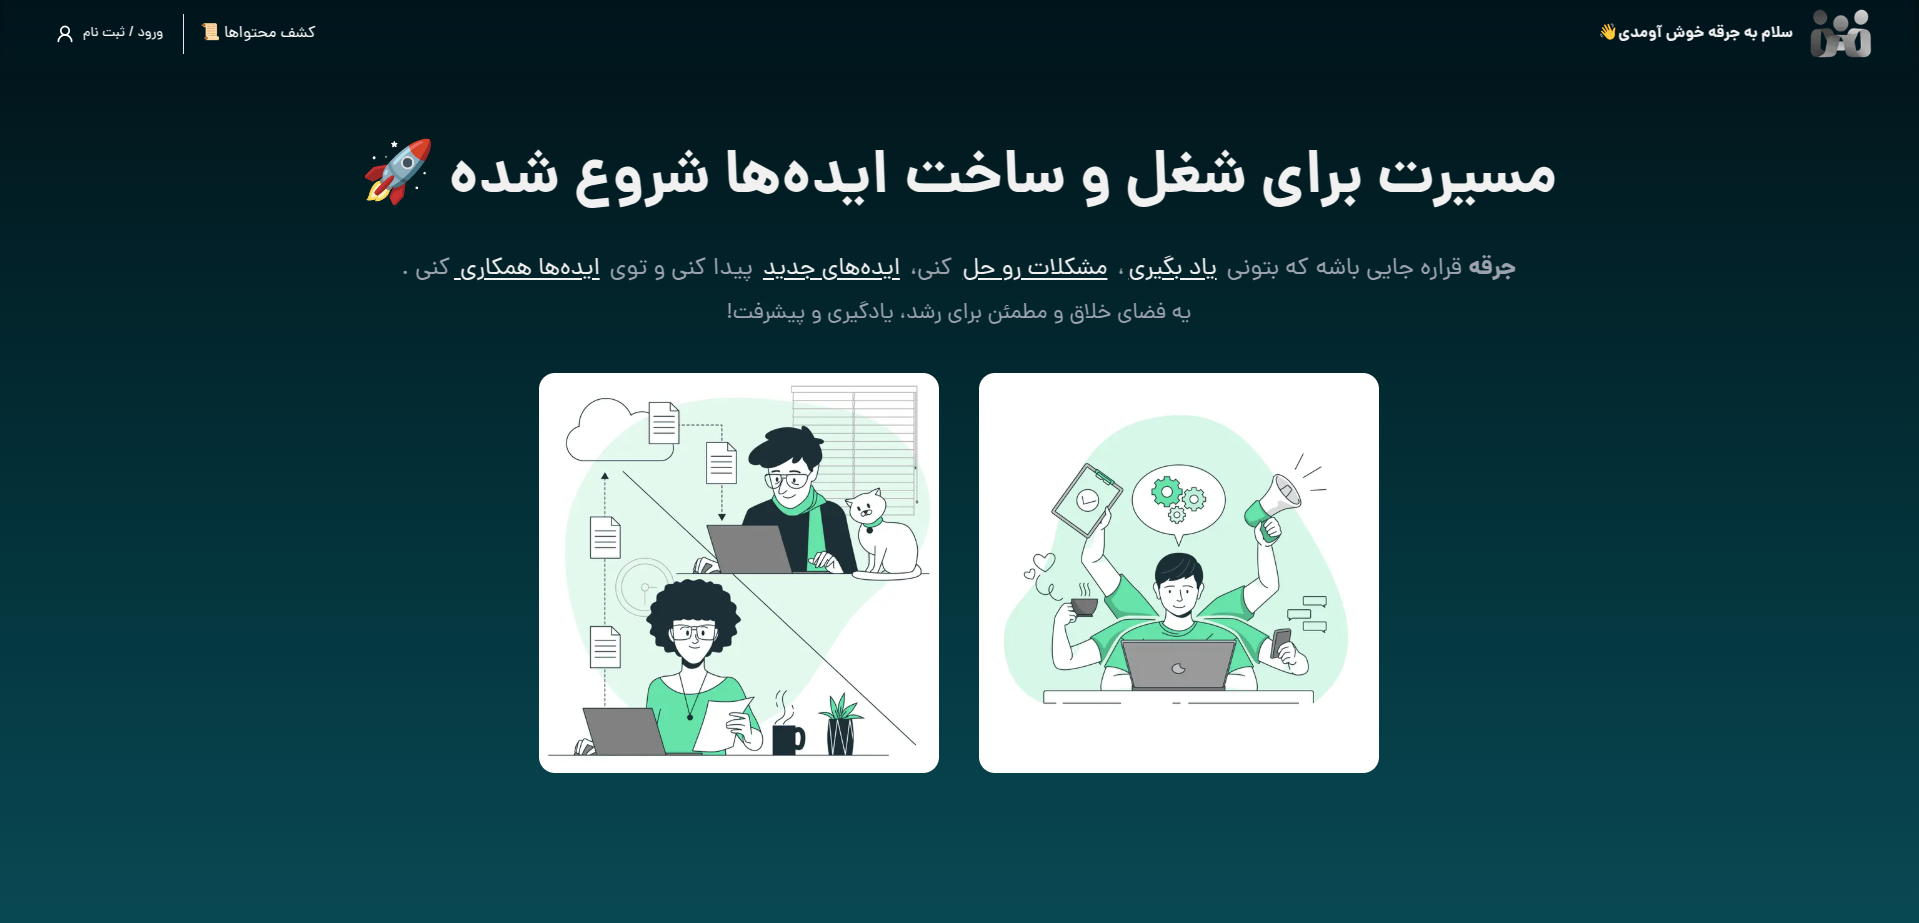 سلام به جرقه خوش آومدی👋
کشف محتواها 📜
ورود / ثبت نام
مسیرت برای شغل و ساخت ایده‌ها شروع شده 🚀
جرقه قراره جایی باشه که بتونی یاد بگیری ، مشکلات رو حل کنی، ایده‌های جدید پیدا کنی و توی ایده‌ها همکاری کنی .
یه فضای خلاق و مطمئن برای رشد، یادگیری و پیشرفت!